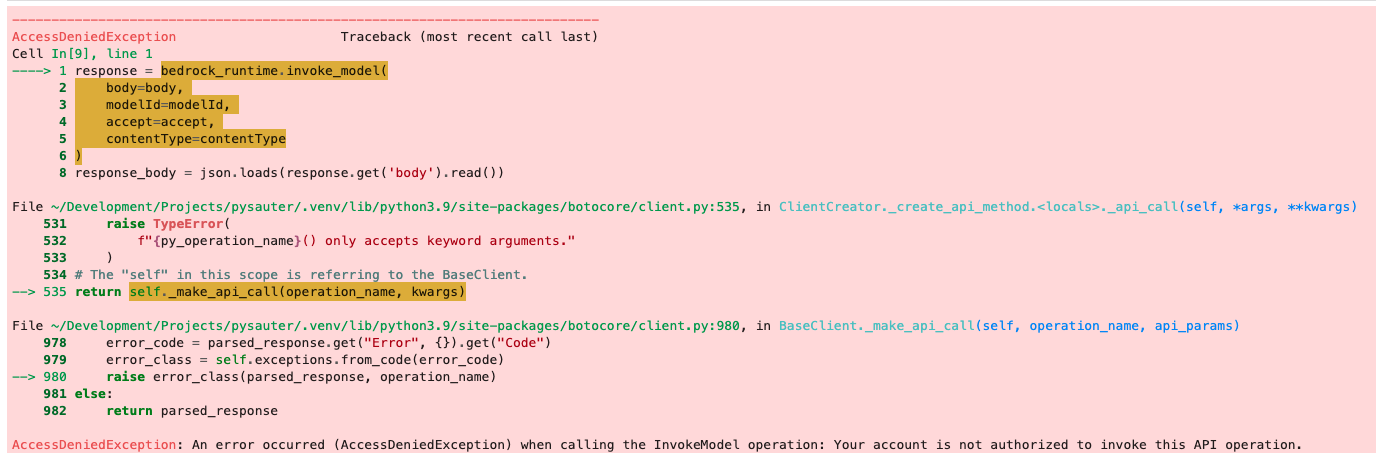 ---------------------------------------------------------------------------
AccessDeniedException                     Traceback (most recent call last)
Cell In[9], line 1
----> 1 response = bedrock_runtime.invoke_model(
      2     body=body,
      3     modelId=modelId,
      4     accept=accept,
      5     contentType=contentType
      6 )
      8 response_body = json.loads(response.get('body').read())
File ~/Development/Projects/pysauter/.venv/lib/python3.9/site-packages/botocore/client.py:535, in ClientCreator._create_api_method.<locals>._api_call(self, *args, **kwargs)
    531     raise TypeError(
    532         f"{py_operation_name}() only accepts keyword arguments."
    533     )
    534 # The "self" in this scope is referring to the BaseClient.
--> 535 return self._make_api_call(operation_name, kwargs)
File ~/Development/Projects/pysauter/.venv/lib/python3.9/site-packages/botocore/client.py:980, in BaseClient._make_api_call(self, operation_name, api_params)
    978     error_code = parsed_response.get("Error", {}).get("Code")
    979     error_class = self.exceptions.from_code(error_code)
--> 980     raise error_class(parsed_response, operation_name)
    981 else:
    982     return parsed_response
AccessDeniedException: An error occurred (AccessDeniedException) when calling the InvokeModel operation: Your account is not authorized to invoke this API operation.